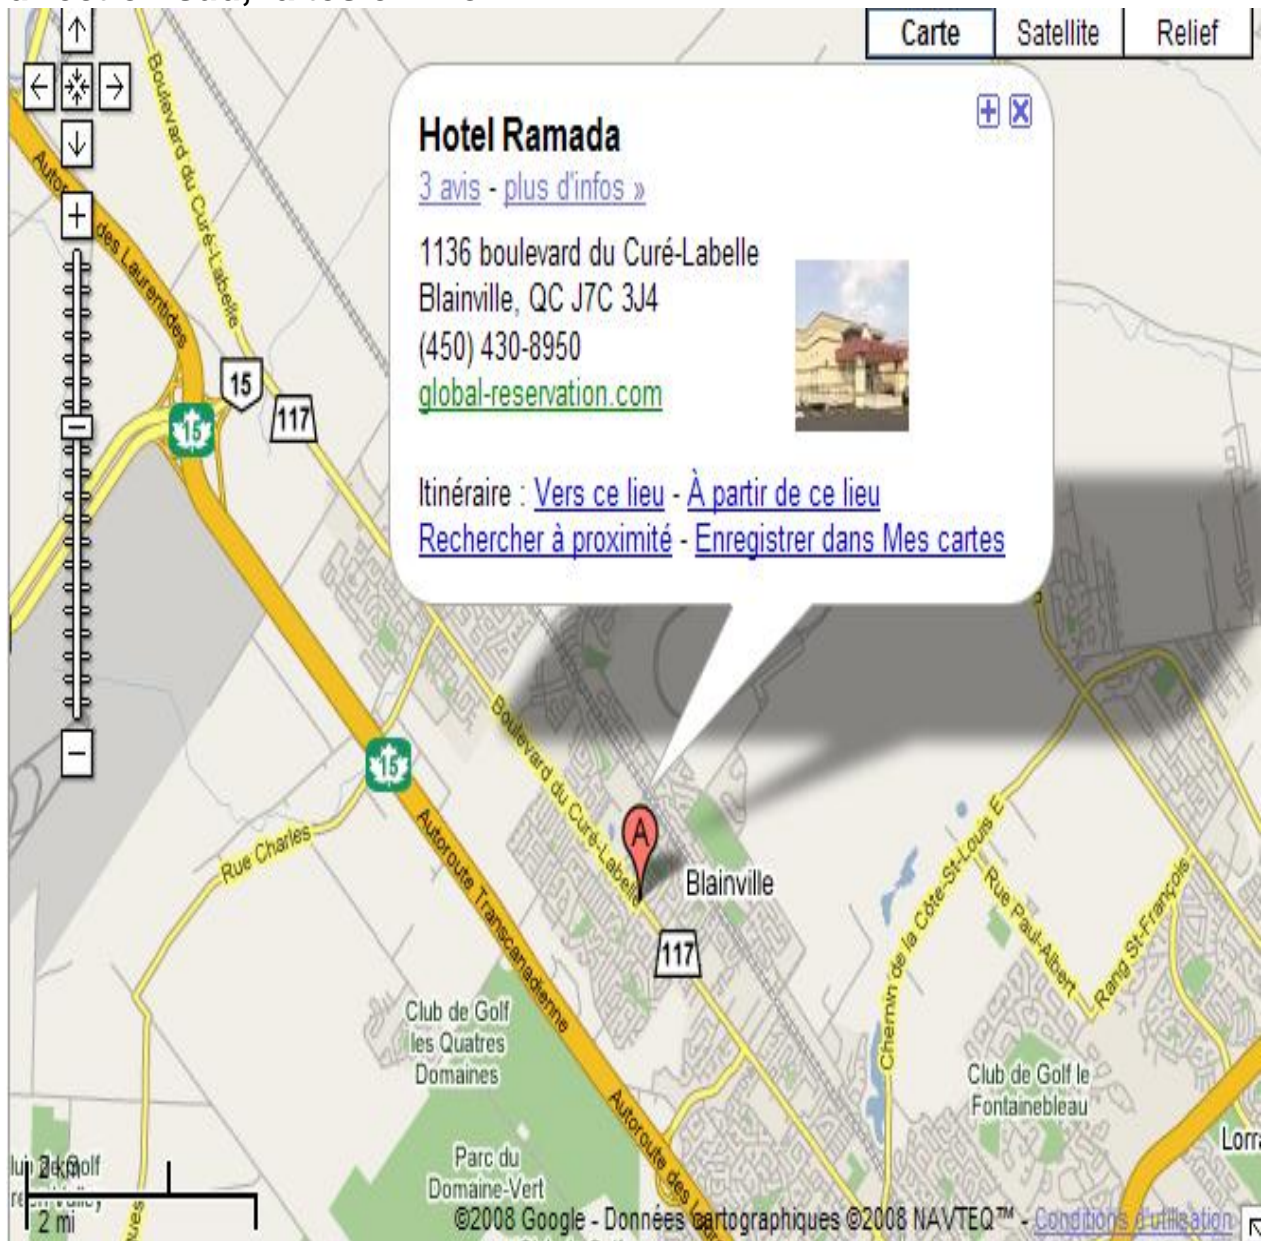 Carte
Satellite
Relief
Hotel Ramada
3 avis - plus d'infos »
1136 boulevard du Curé-Labelle
Blainville, QC J7C 3J4
(450) 430-8950
global-reservation.com
Itinéraire : Vers ce lieu - À partir de ce lieu
Rechercher à proximité - Enregistrer dans Mes cartes
Boulevard du Curé-Labelle
des Laurentides
15
117
15
15
Boulevard du Curé-Labelle
Rue Charles
Autoroute Transcanadienne
A
Blainville
117
Chemin de la Côte-St-Louis E
Rue Paul-Albert
Rang St-François
Club de Golf
les Quatres
Domaines
Club de Golf le
Fontainebleau
Parc du
Domaine-Vert
Autoroute des
2 km
2 mi
©2008 Google - Données cartographiques ©2008 NAVTEQ™ - Conditions d'utilisation